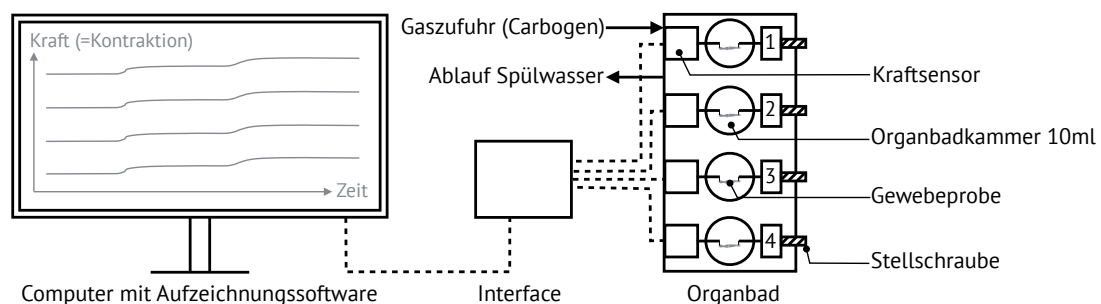 Kraft (=Kontraktion)
Zeit
Computer mit Aufzeichnungssoftware
Interface
Gaszufuhr (Carbogen)
Ablauf Spülwasser
1
2
3
4
Kraftsensor
Organbadkammer 10ml
Gewebeprobe
Stellschraube
Organbad